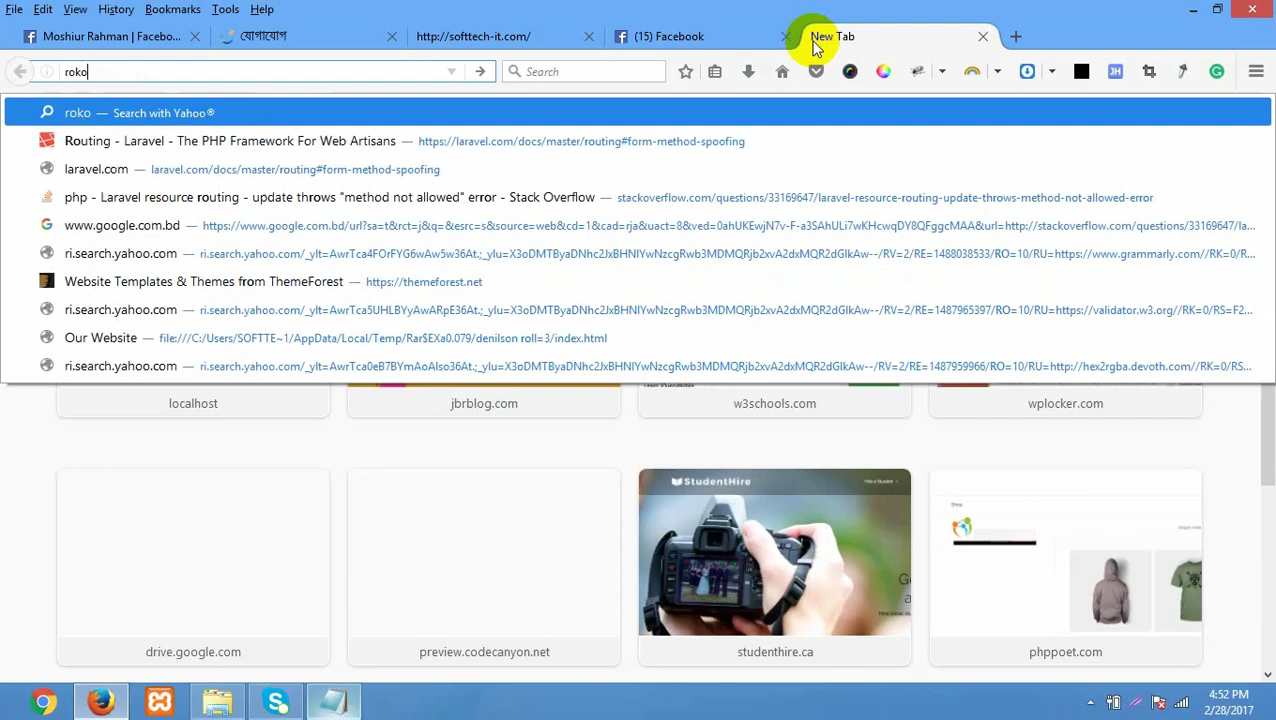 File Edit View History Bookmarks Tools Help
Moshiur Rahman | Facebo... যোগাযোগ http://softtech-it.com/ (15) Facebook New Tab
roko Search
roko — Search with Yahoo®
Routing - Laravel - The PHP Framework For Web Artisans — https://laravel.com/docs/master/routing#form-method-spoofing
laravel.com — laravel.com/docs/master/routing#form-method-spoofing
php - Laravel resource routing - update throws "method not allowed" error - Stack Overflow — stackoverflow.com/questions/33169647/laravel-resource-routing-update-throws-method-not-allowed-error
www.google.com.bd —
ri.search.yahoo.com —
Website Templates & Themes from ThemeForest — https://themeforest.net
ri.search.yahoo.com —
Our Website — file:///C:/Users/SOFTTE~1/AppData/Local/Temp/Rar$EXa0.079/denilson roll=3/index.html
ri.search.yahoo.com —
localhost jbrblog.com w3schools.com wplocker.com
StudentHire
Shop
drive.google.com preview.codecanyon.net studenthire.ca phppoet.com
4:52 PM
2/28/2017